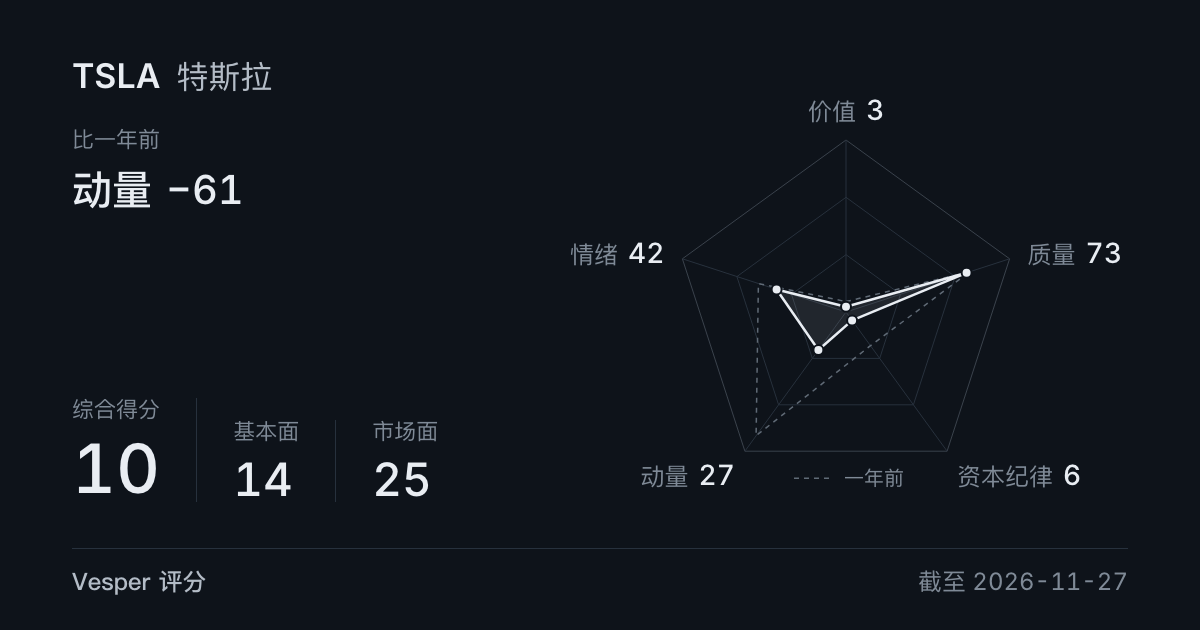 TSLA 特斯拉
比一年前
动量 −61
综合得分
10
基本面
14
市场面
25
价值 3
情绪 42
质量 73
动量 27
一年前
资本纪律 6
Vesper 评分
截至 2026-11-27